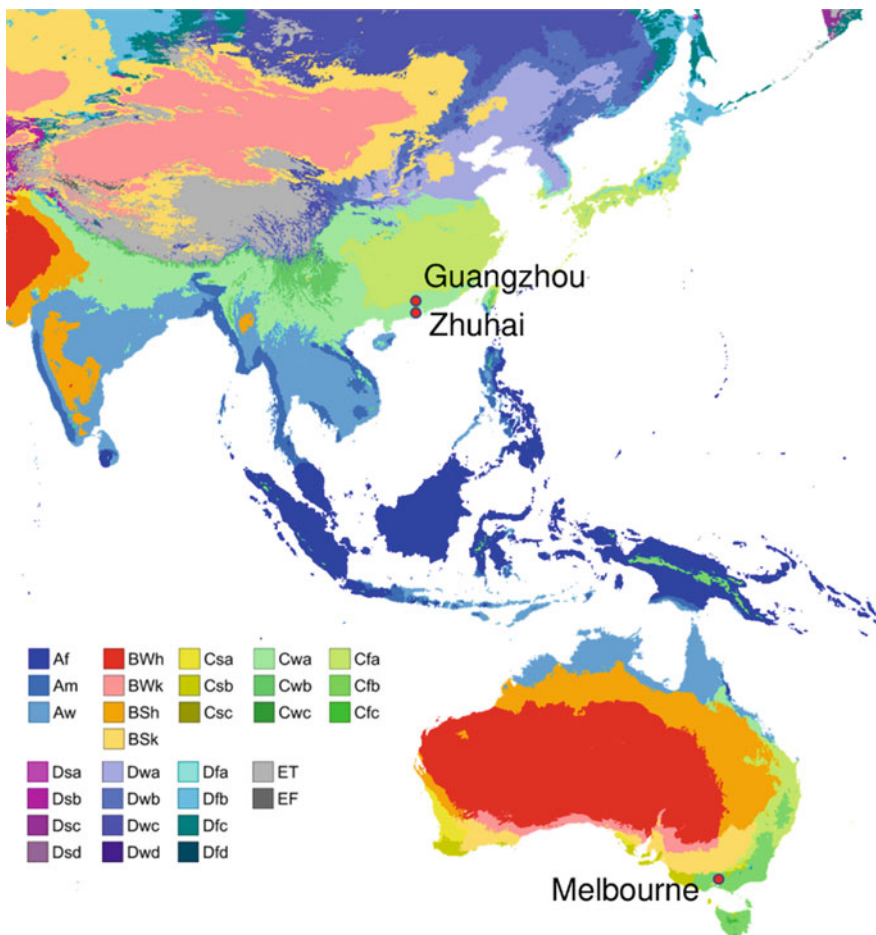 Guangzhou
Zhuhai
Af BWh Csa Cwa Cfa
Am BWk Csb Cwb Cfb
Aw BSh Csc Cwc Cfc
BSk
Dsa Dwa Dfa ET
Dsb Dwb Dfb EF
Dsc Dwc Dfc
Dsd Dwd Dfd
Melbourne